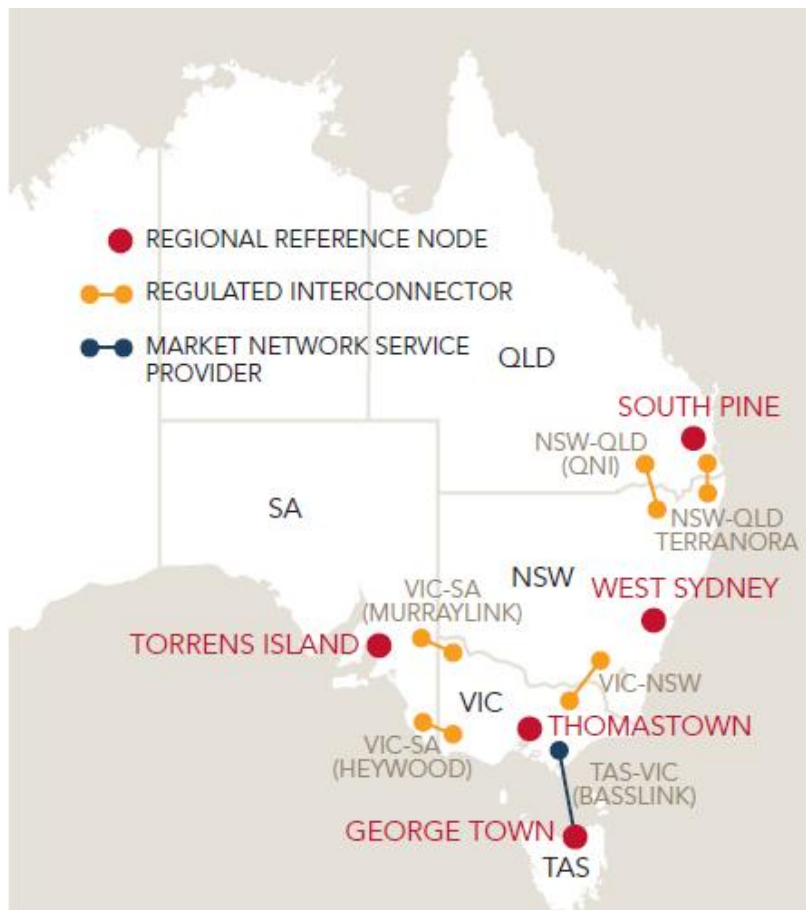 REGIONAL REFERENCE NODE
REGULATED INTERCONNECTOR
MARKET NETWORK SERVICE
PROVIDER
QLD
SOUTH PINE
NSW-QLD
(QNI)
SA
NSW-QLD
TERRANORA
NSW
VIC-SA
(MURRAYLINK)
WEST SYDNEY
TORRENS ISLAND
VIC-NSW
VIC
THOMASTOWN
VIC-SA
(HEYWOOD)
TAS-VIC
(BASSLINK)
GEORGE TOWN
TAS